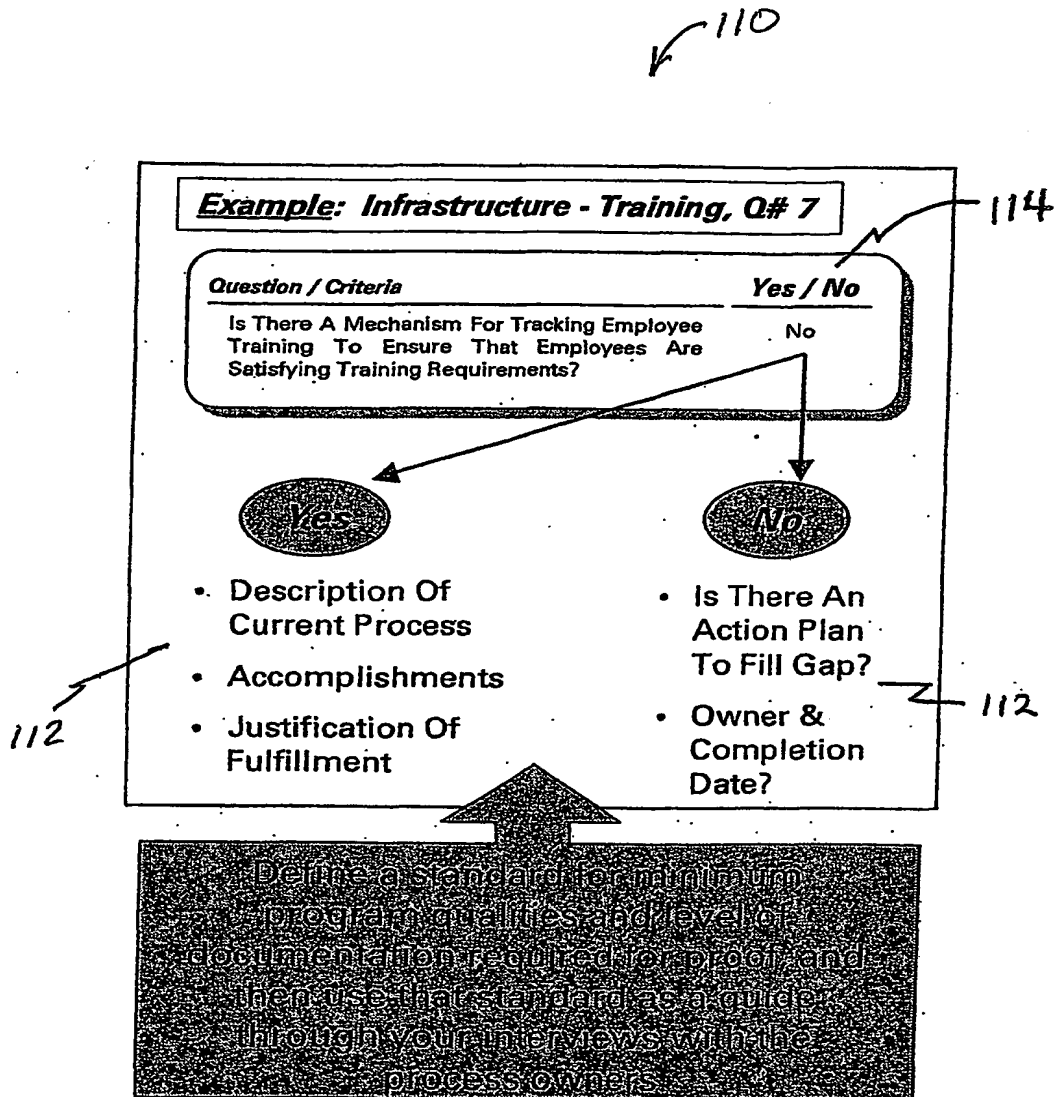 110
Example: Infrastructure - Training, Q# 7
114
Question / Criteria
Yes / No
Is There A Mechanism For Tracking Employee
Training To Ensure That Employees Are
Satisfying Training Requirements?
No
Yes
No
• Description Of
Current Process
• Accomplishments
• Justification Of
Fulfillment
112
• Is There An
Action Plan
To Fill Gap?
• Owner &
Completion
Date?
112
Define a standard for minimum
program qualities and level of
documentation required for proof and
then use that standard as a guide
through your interviews with the
process owners